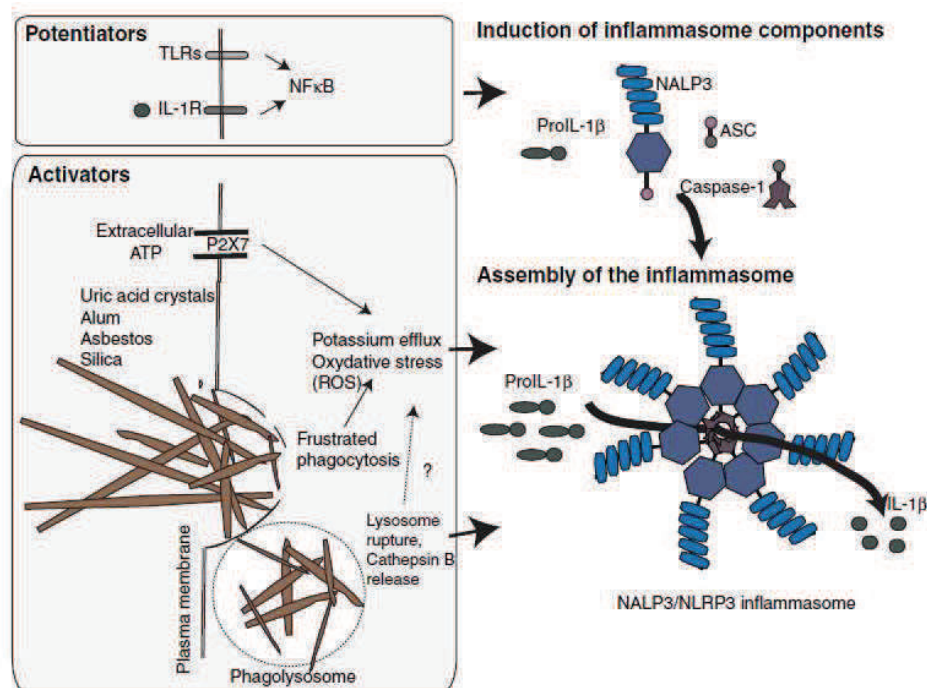 Potentiators
TLRs
NFκB
IL-1R
Induction of inflammasome components
NALP3
ProIL-1β
ASC
Caspase-1
Activators
Extracellular
ATP
P2X7
Uric acid crystals
Alum
Asbestos
Silica
Potassium efflux
Oxydative stress
(ROS)
Frustrated
phagocytosis
?
Lysosome
rupture,
Cathepsin B
release
Plasma membrane
Phagolysosome
Assembly of the inflammasome
ProIL-1β
IL-1β
NALP3/NLRP3 inflammasome